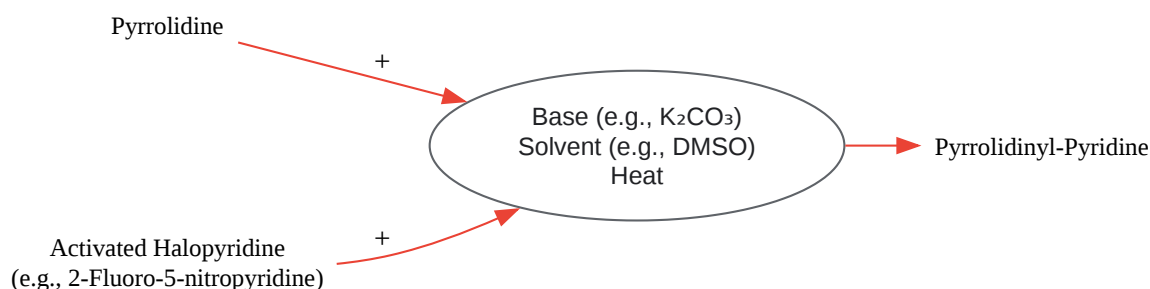 Pyrrolidine
+
Base (e.g., K₂CO₃)
Solvent (e.g., DMSO)
Heat
Pyrrolidinyl-Pyridine
+
Activated Halopyridine
(e.g., 2-Fluoro-5-nitropyridine)